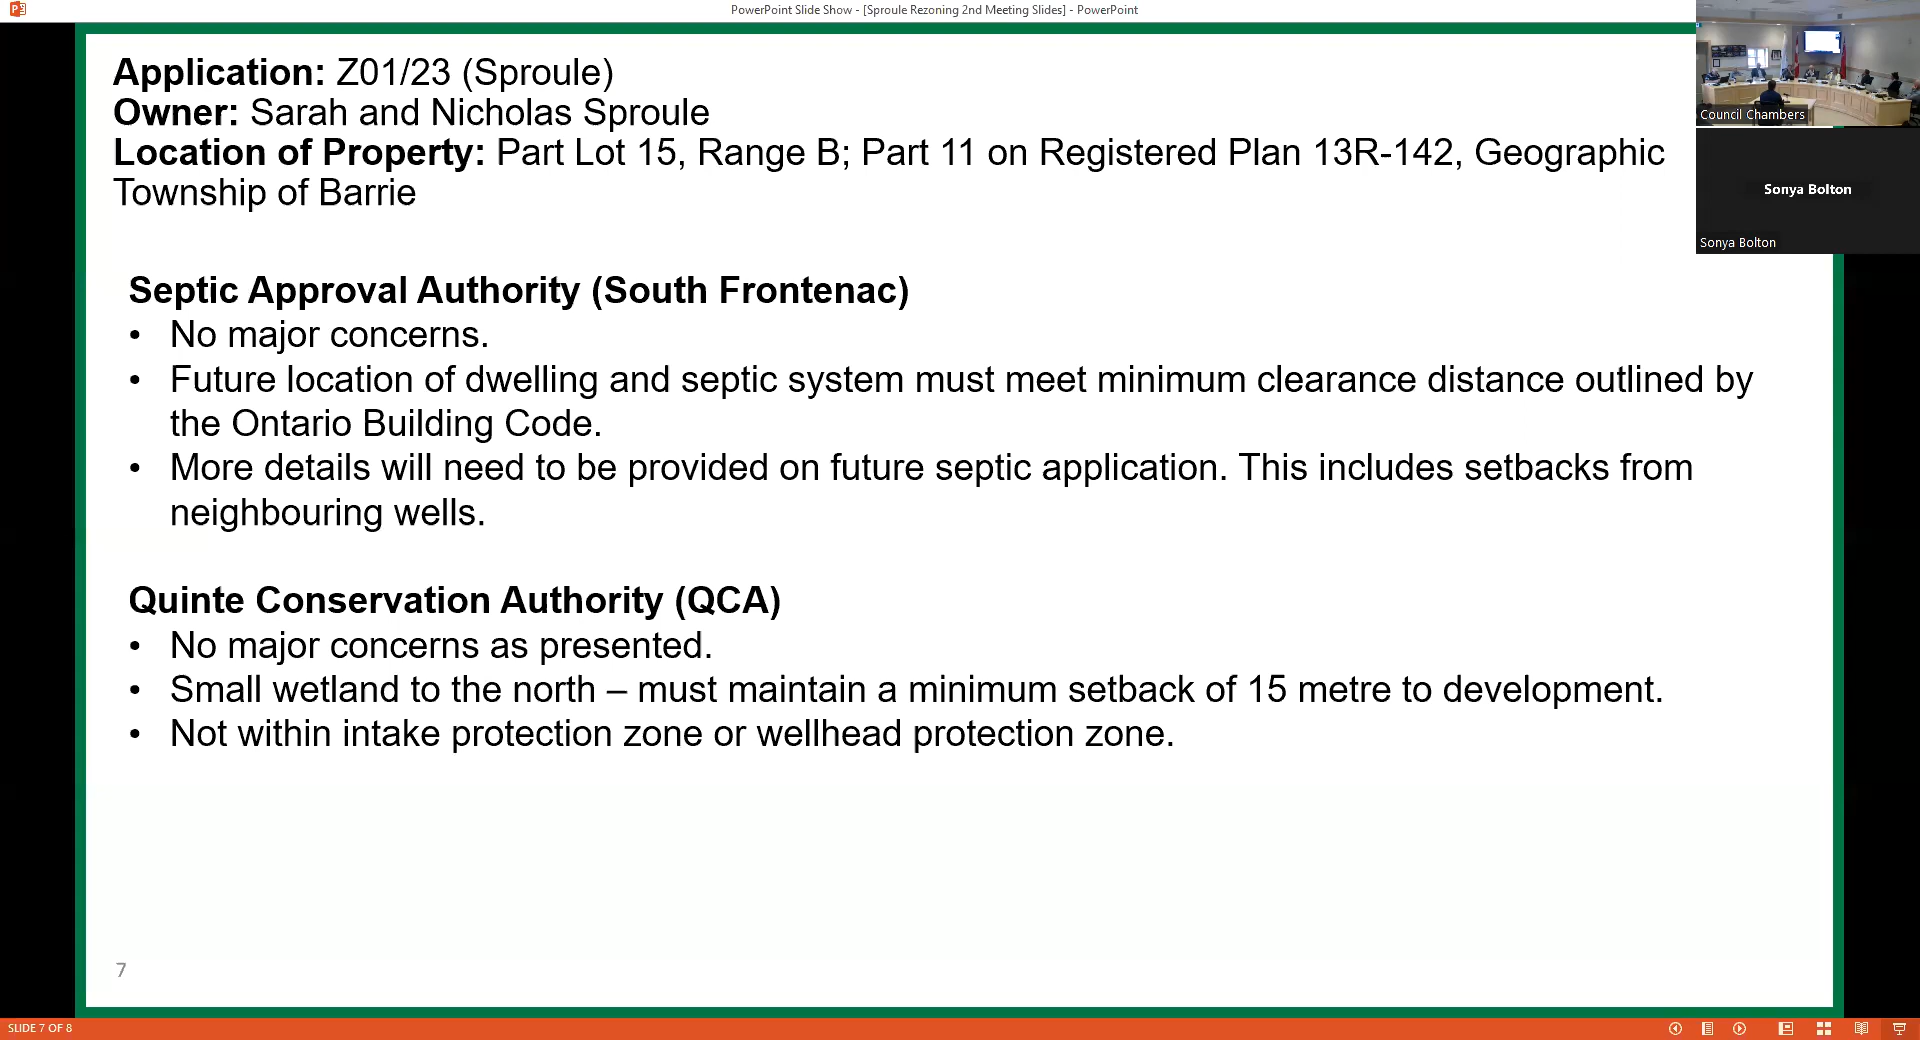 PowerPoint Slide Show - [Sproule Rezoning 2nd Meeting Slides] - PowerPoint
Application: Z01/23 (Sproule)
Owner: Sarah and Nicholas Sproule
Location of Property: Part Lot 15, Range B; Part 11 on Registered Plan 13R-142, Geographic
Township of Barrie
Council Chambers
Sonya Bolton
Sonya Bolton
Septic Approval Authority (South Frontenac)
• No major concerns.
• Future location of dwelling and septic system must meet minimum clearance distance outlined by
the Ontario Building Code.
• More details will need to be provided on future septic application. This includes setbacks from
neighbouring wells.
Quinte Conservation Authority (QCA)
• No major concerns as presented.
• Small wetland to the north – must maintain a minimum setback of 15 metre to development.
• Not within intake protection zone or wellhead protection zone.
7
SLIDE 7 OF 8